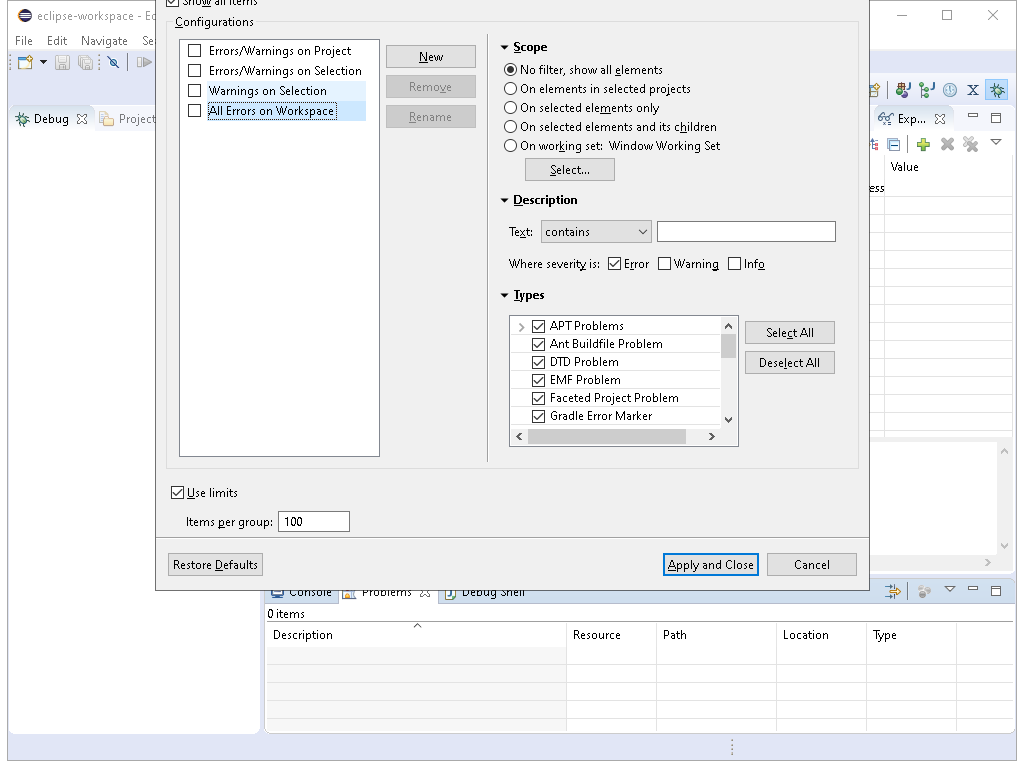 eclipse-workspace - Ec
Show all items
File Edit Navigate Se
Configurations
Errors/Warnings on Project
Errors/Warnings on Selection
Warnings on Selection
All Errors on Workspace
New
Remove
Rename
Scope
No filter, show all elements
On elements in selected projects
On selected elements only
On selected elements and its children
On working set: Window Working Set
Select...
Description
Text: contains
Where severity is: Error Warning Info
Types
APT Problems
Ant Buildfile Problem
DTD Problem
EMF Problem
Faceted Project Problem
Gradle Error Marker
Select All
Deselect All
Use limits
Items per group: 100
Restore Defaults
Apply and Close
Cancel
Debug
Project
Exp...
Value
ess
Console Problems Debug Shell
0 items
Description Resource Path Location Type